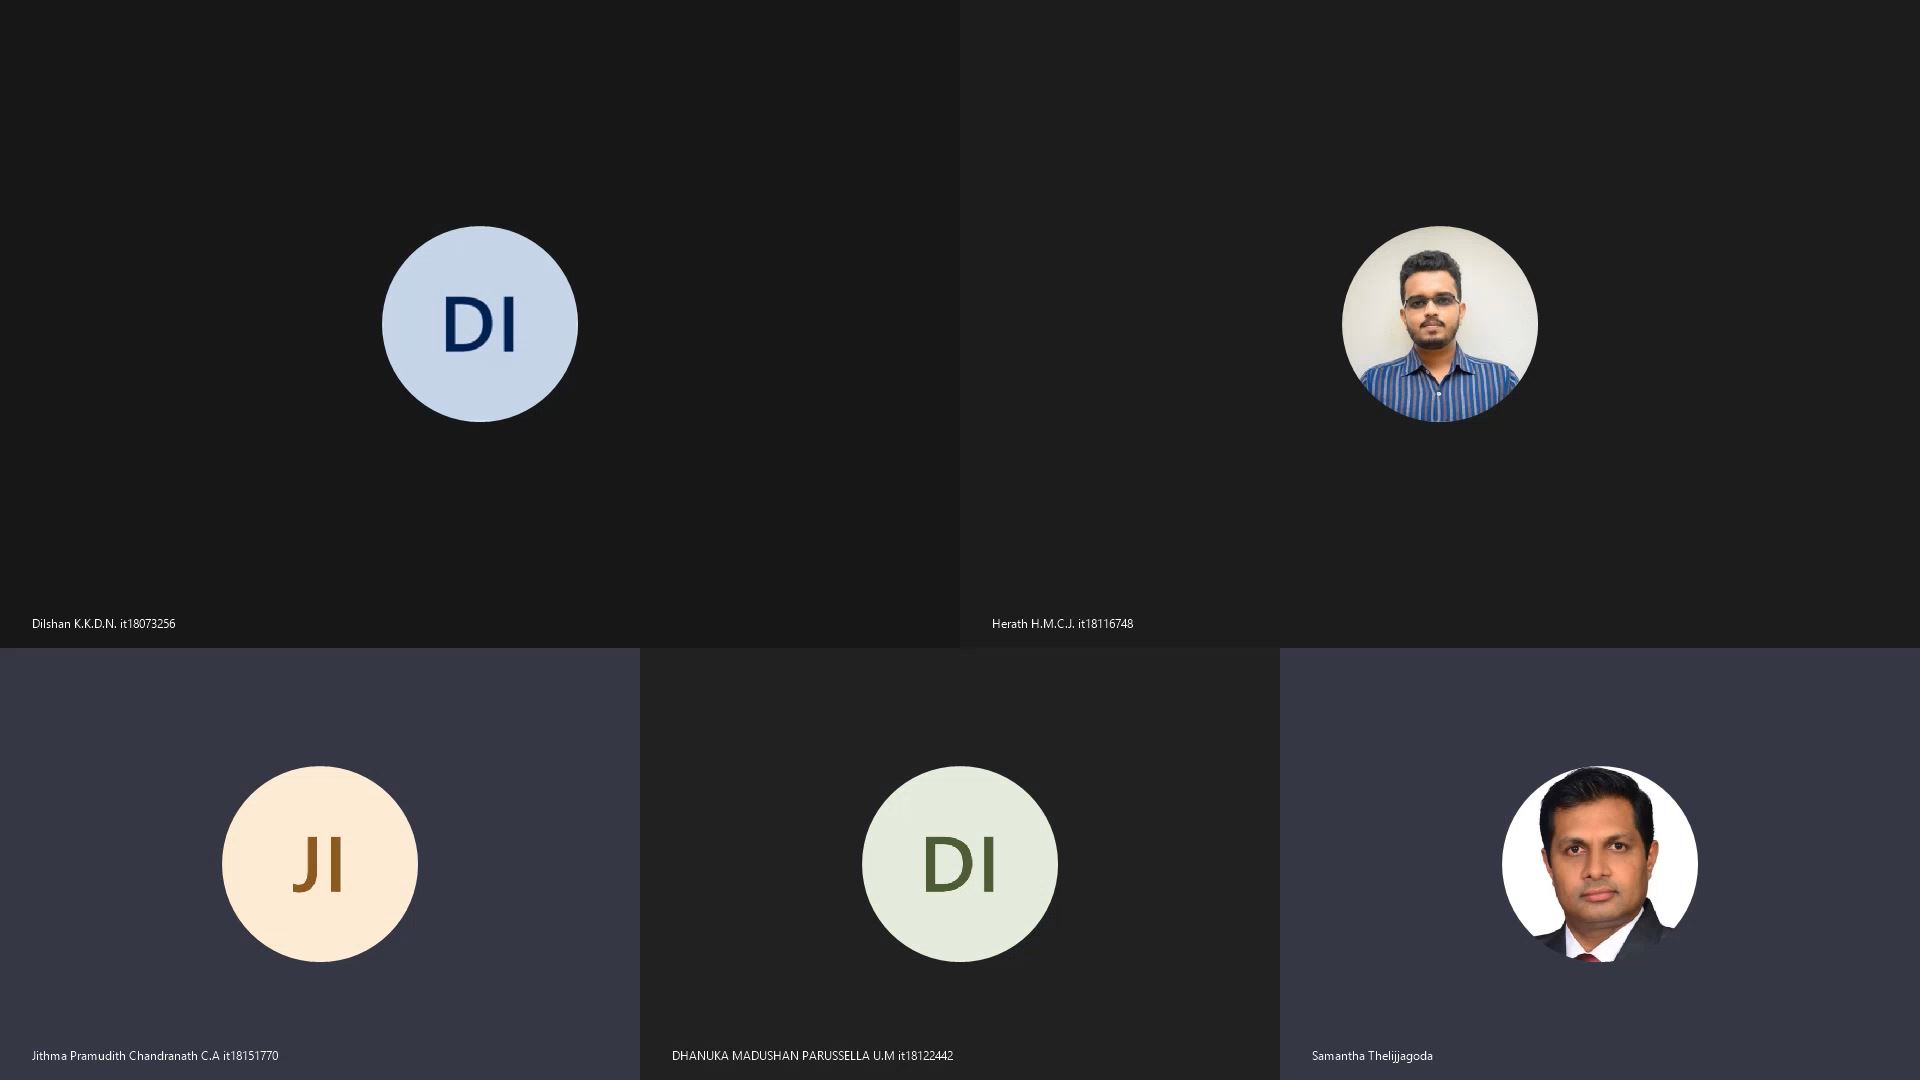 DI
Dilshan K.K.D.N. it18073256
Herath H.M.C.J. it18116748
JI
DI
Jithma Pramudith Chandranath C.A it18151770
DHANUKA MADUSHAN PARUSSELLA U.M it18122442
Samantha Thelijjagoda